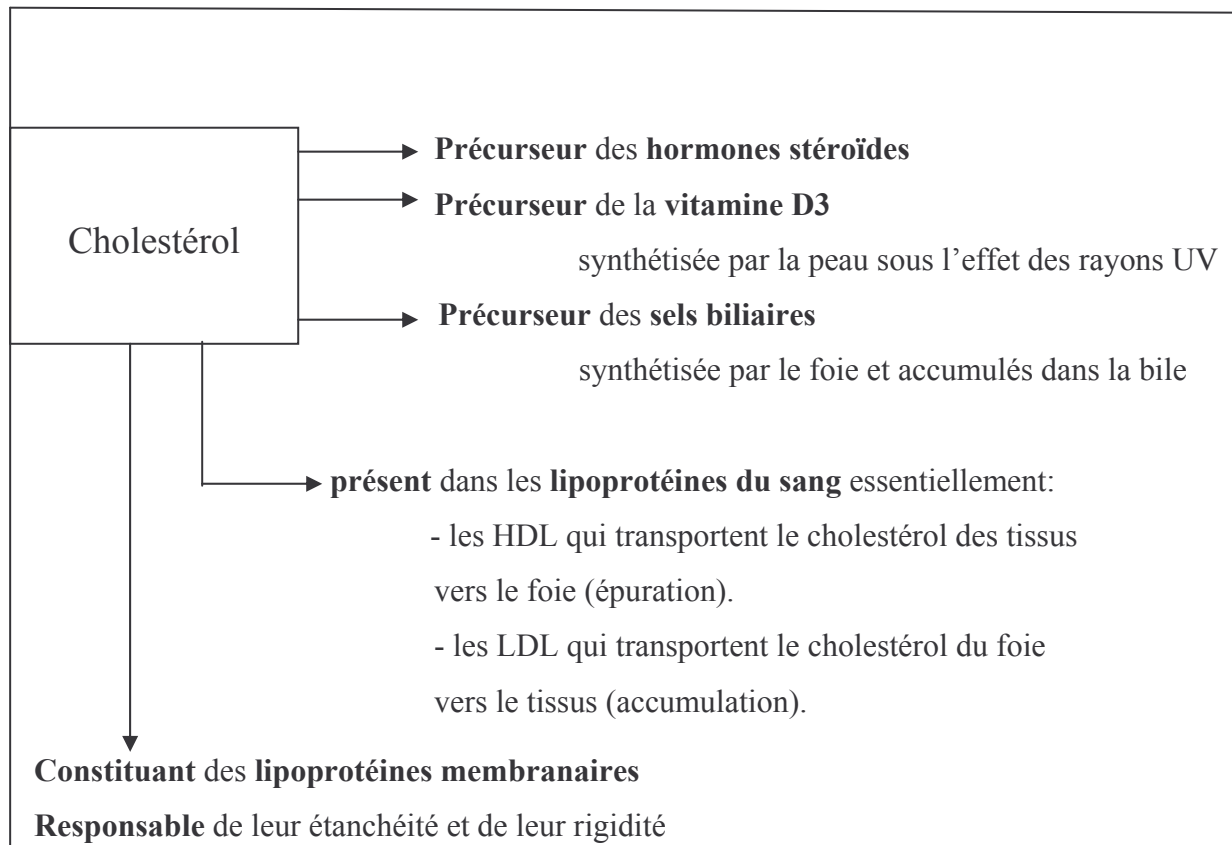 Précurseur des hormones stéroïdes
Précurseur de la vitamine D3
Cholestérol
synthétisée par la peau sous l’effet des rayons UV
Précurseur des sels biliaires
synthétisée par le foie et accumulés dans la bile
présent dans les lipoprotéines du sang essentiellement:
- les HDL qui transportent le cholestérol des tissus
vers le foie (épuration).
- les LDL qui transportent le cholestérol du foie
vers le tissus (accumulation).
Constituant des lipoprotéines membranaires
Responsable de leur étanchéité et de leur rigidité